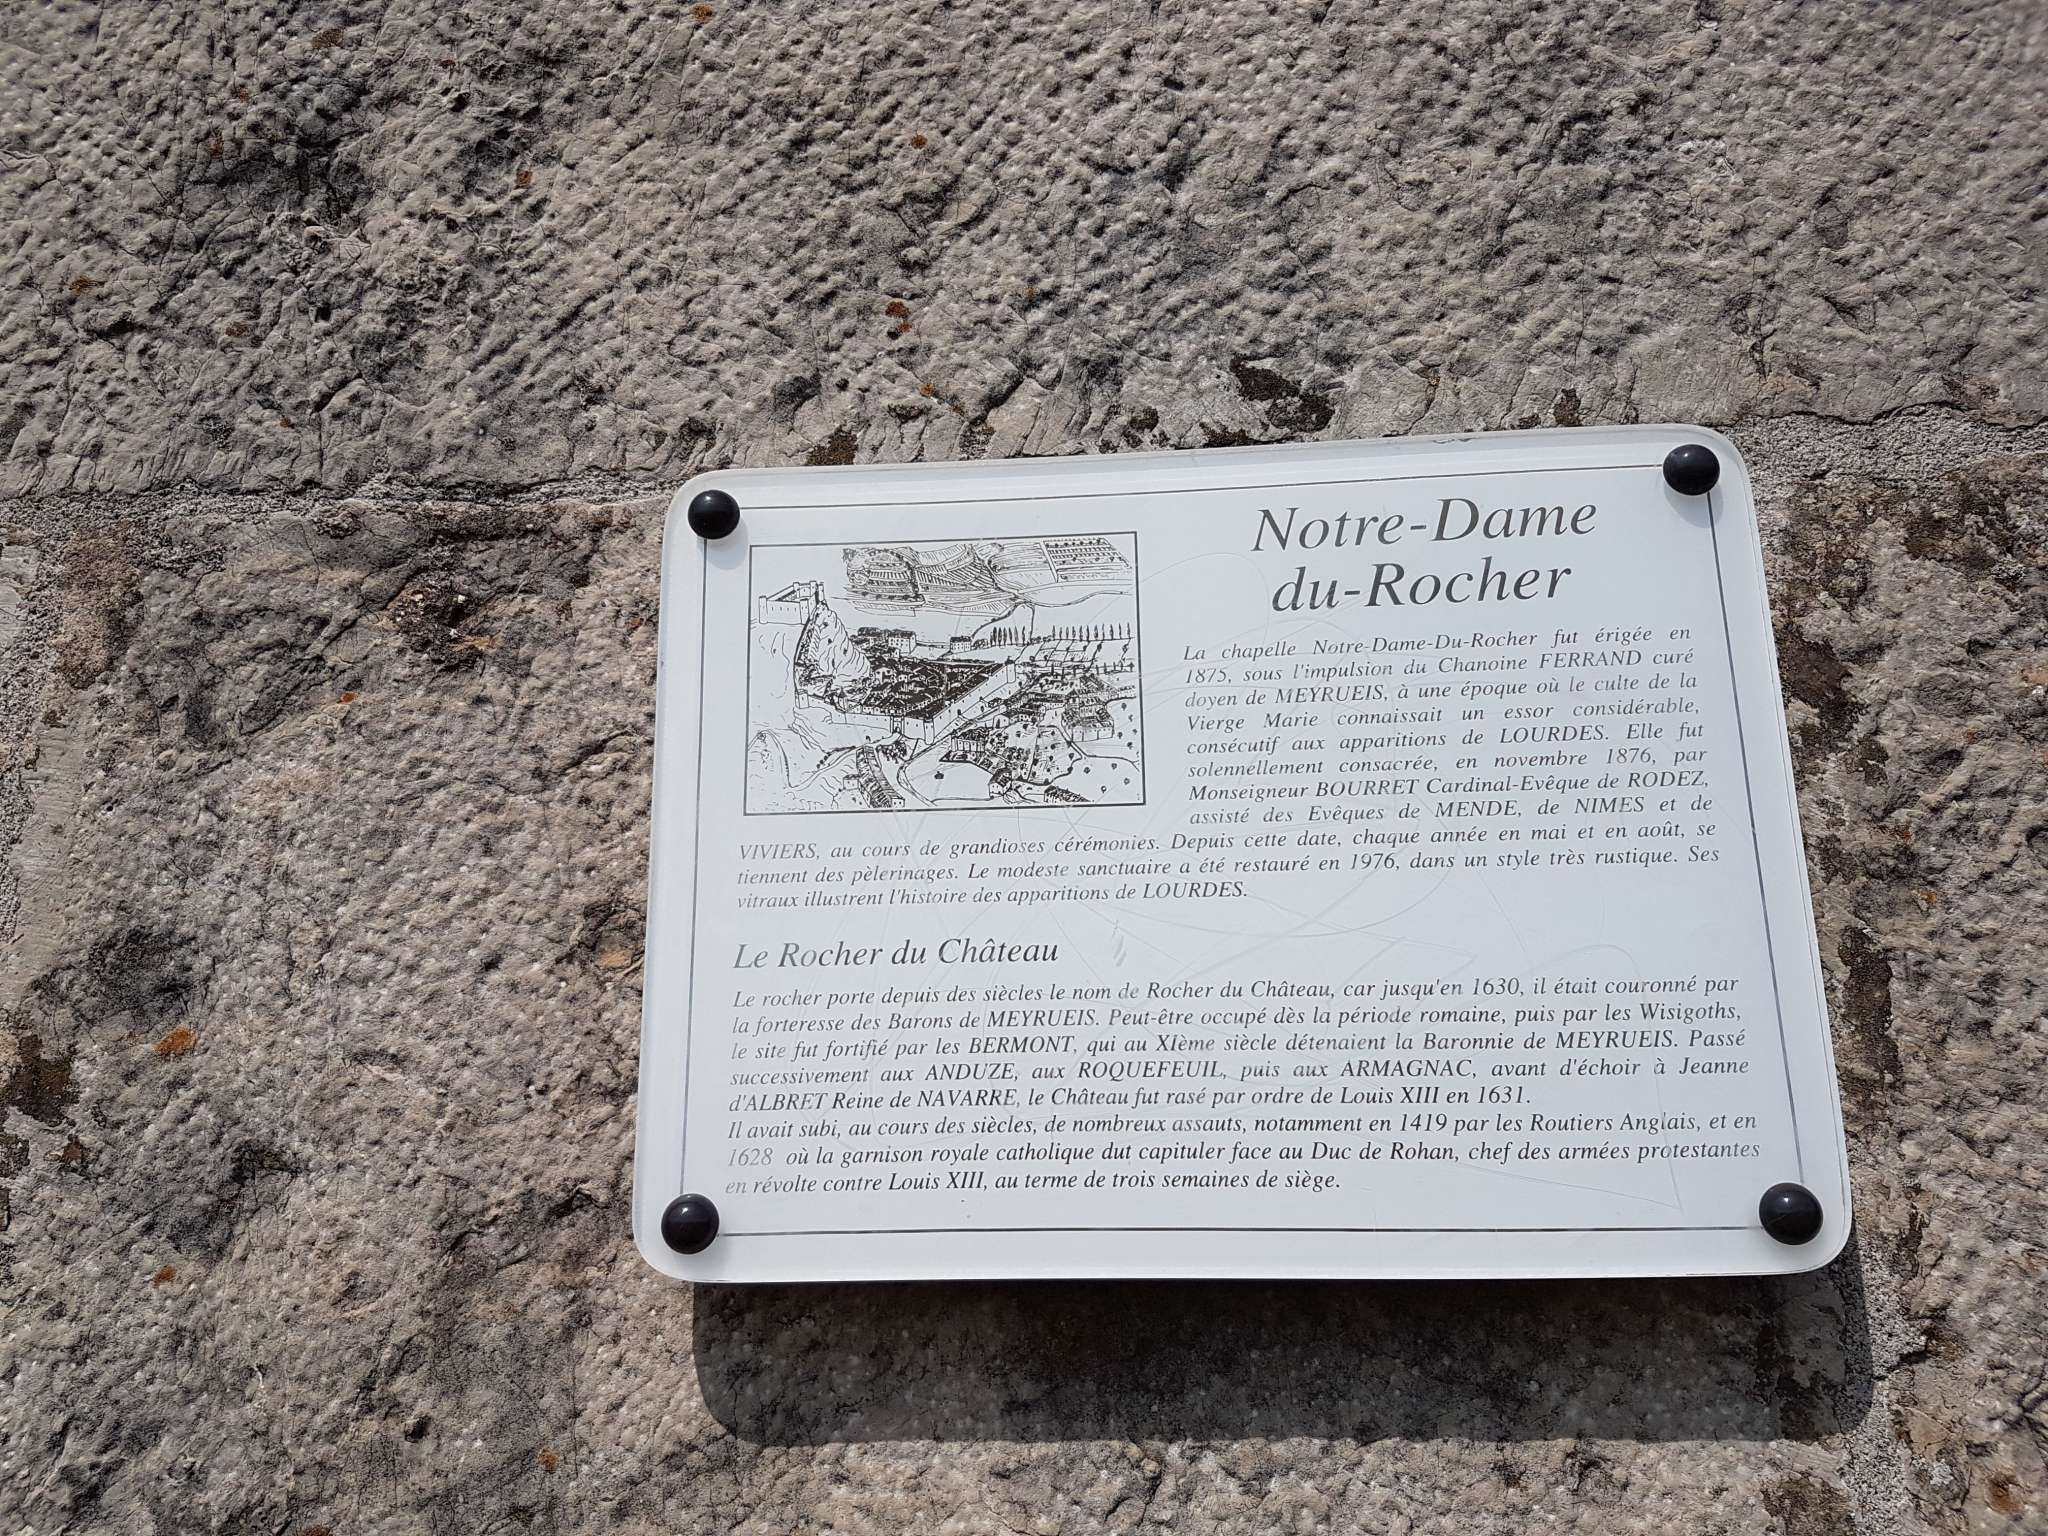 Notre-Dame
du-Rocher
La chapelle Notre-Dame-Du-Rocher fut érigée en
1875, sous l'impulsion du Chanoine FERRAND curé
doyen de MEYRUEIS, à une époque où le culte de la
Vierge Marie connaissait un essor considérable,
consécutif aux apparitions de LOURDES. Elle fut
solennellement consacrée, en novembre 1876, par
Monseigneur BOURRET Cardinal-Evêque de RODEZ,
assisté des Evêques de MENDE, de NIMES et de
VIVIERS, au cours de grandioses cérémonies. Depuis cette date, chaque année en mai et en août, se
tiennent des pèlerinages. Le modeste sanctuaire a été restauré en 1976, dans un style très rustique. Ses
vitraux illustrent l'histoire des apparitions de LOURDES.
Le Rocher du Château
Le rocher porte depuis des siècles le nom de Rocher du Château, car jusqu'en 1630, il était couronné par
la forteresse des Barons de MEYRUEIS. Peut-être occupé dès la période romaine, puis par les Wisigoths,
le site fut fortifié par les BERMONT, qui au XIème siècle détenaient la Baronnie de MEYRUEIS. Passé
successivement aux ANDUZE, aux ROQUEFEUIL, puis aux ARMAGNAC, avant d'échoir à Jeanne
d'ALBRET Reine de NAVARRE, le Château fut rasé par ordre de Louis XIII en 1631.
Il avait subi, au cours des siècles, de nombreux assauts, notamment en 1419 par les Routiers Anglais, et en
1628 où la garnison royale catholique dut capituler face au Duc de Rohan, chef des armées protestantes
en révolte contre Louis XIII, au terme de trois semaines de siège.